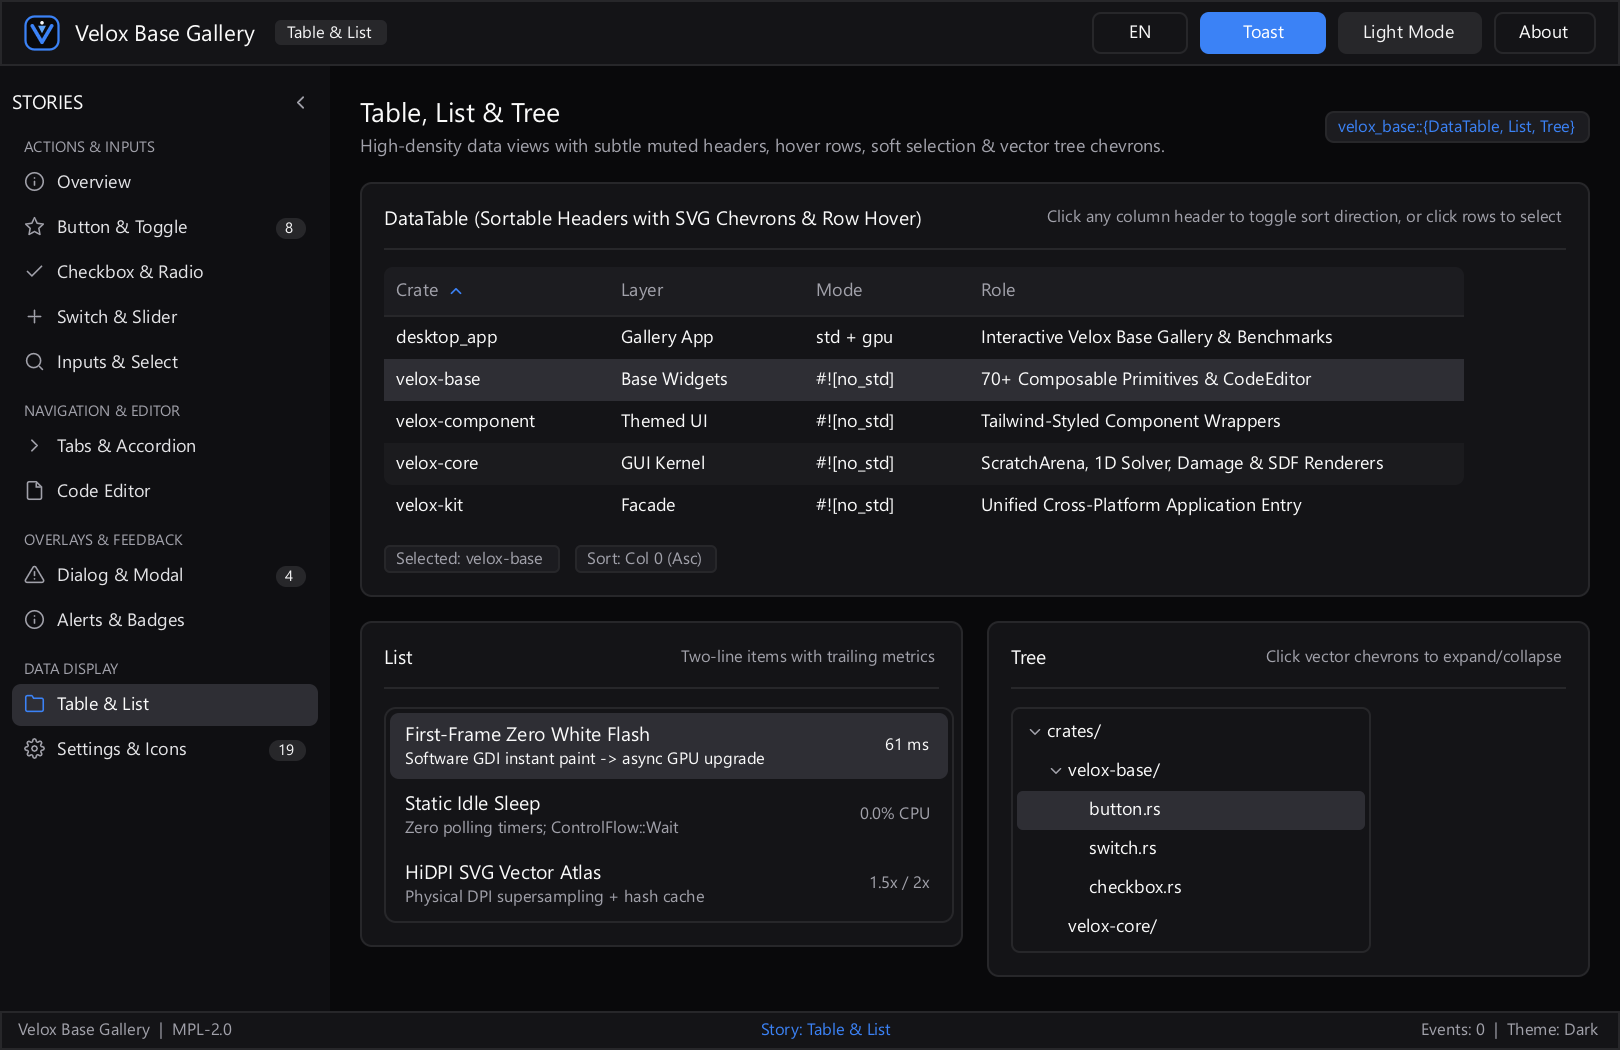 Velox Base Gallery
Table & List
EN
Toast
Light Mode
About
STORIES
ACTIONS & INPUTS
Overview
Button & Toggle
8
Checkbox & Radio
Switch & Slider
Inputs & Select
NAVIGATION & EDITOR
Tabs & Accordion
Code Editor
OVERLAYS & FEEDBACK
Dialog & Modal
4
Alerts & Badges
DATA DISPLAY
Table & List
Settings & Icons
19
Table, List & Tree
High-density data views with subtle muted headers, hover rows, soft selection & vector tree chevrons.
velox_base::{DataTable, List, Tree}
DataTable (Sortable Headers with SVG Chevrons & Row Hover)
Click any column header to toggle sort direction, or click rows to select
Crate Layer Mode Role
desktop_app Gallery App std + gpu Interactive Velox Base Gallery & Benchmarks
velox-base Base Widgets #![no_std] 70+ Composable Primitives & CodeEditor
velox-component Themed UI #![no_std] Tailwind-Styled Component Wrappers
velox-core GUI Kernel #![no_std] ScratchArena, 1D Solver, Damage & SDF Renderers
velox-kit Facade #![no_std] Unified Cross-Platform Application Entry
Selected: velox-base
Sort: Col 0 (Asc)
List
Two-line items with trailing metrics
First-Frame Zero White Flash
Software GDI instant paint -> async GPU upgrade
61 ms
Static Idle Sleep
Zero polling timers; ControlFlow::Wait
0.0% CPU
HiDPI SVG Vector Atlas
Physical DPI supersampling + hash cache
1.5x / 2x
Tree
Click vector chevrons to expand/collapse
crates/
velox-base/
button.rs
switch.rs
checkbox.rs
velox-core/
Velox Base Gallery | MPL-2.0
Story: Table & List
Events: 0 | Theme: Dark